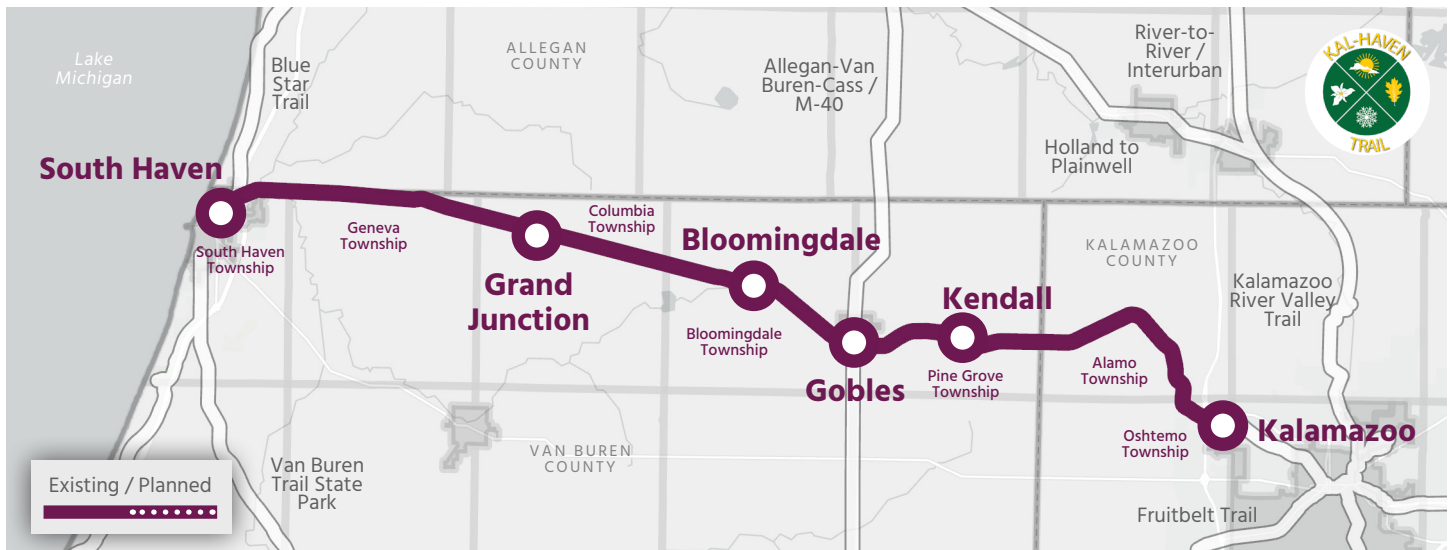 Lake
Michigan
Blue
Star
Trail
ALLEGAN
COUNTY
Allegan-Van
Buren-Cass /
M-40
River-to-
River /
Interurban
KAL-HAVEN
TRAIL
Holland to
Plainwell
South Haven
South Haven
Township
Geneva
Township
Columbia
Township
Grand
Junction
Bloomingdale
Bloomingdale
Township
Gobles
Kendall
Pine Grove
Township
KALAMAZOO
COUNTY
Kalamazoo
River Valley
Trail
Alamo
Township
Oshtemo
Township
Kalamazoo
VAN BUREN
COUNTY
Van Buren
Trail State
Park
Fruitbelt Trail
Existing / Planned